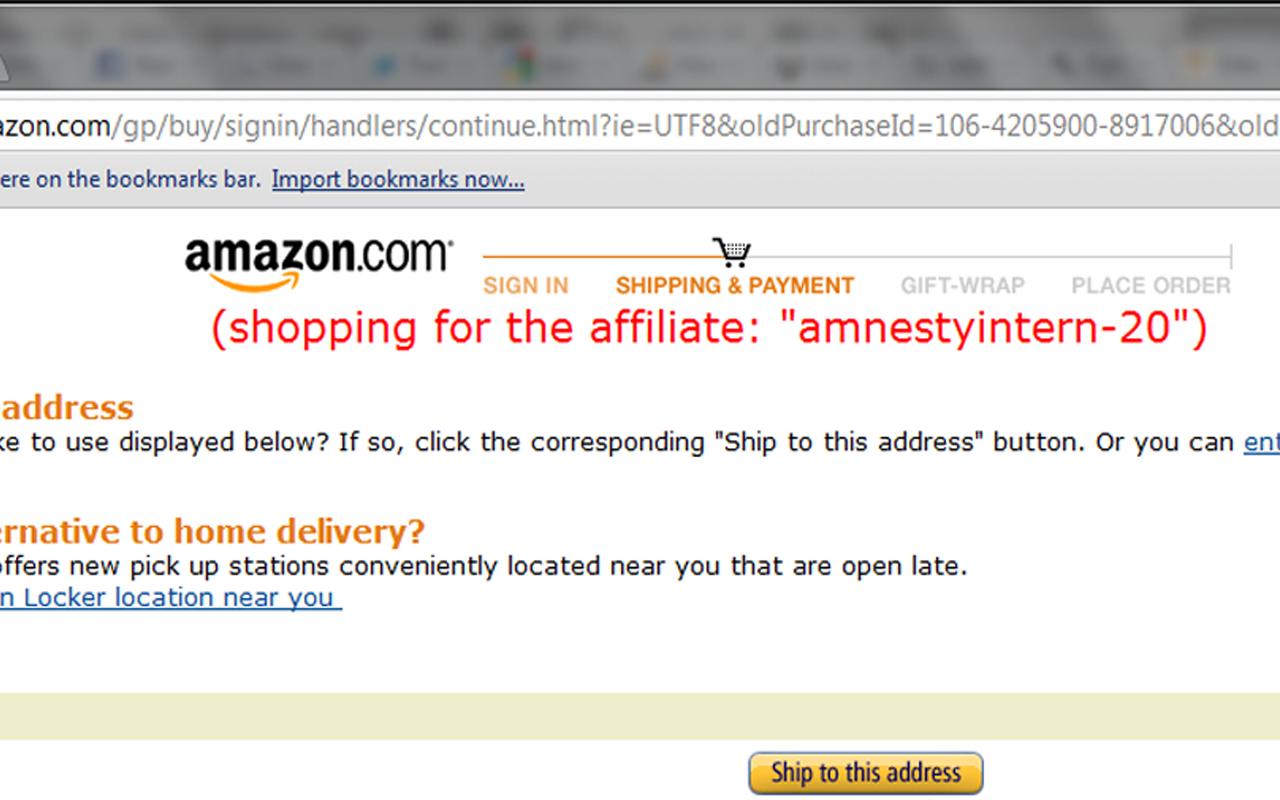 azon.com/gp/buy/signin/handlers/continue.html?ie=UTF8&oldPurchaseId=106-4205900-8917006&old
ere on the bookmarks bar. Import bookmarks now...
amazon.com
SIGN IN SHIPPING & PAYMENT GIFT-WRAP PLACE ORDER
(shopping for the affiliate: "amnestyintern-20")
address
ke to use displayed below? If so, click the corresponding "Ship to this address" button. Or you can ent
ernative to home delivery?
offers new pick up stations conveniently located near you that are open late.
n Locker location near you
Ship to this address